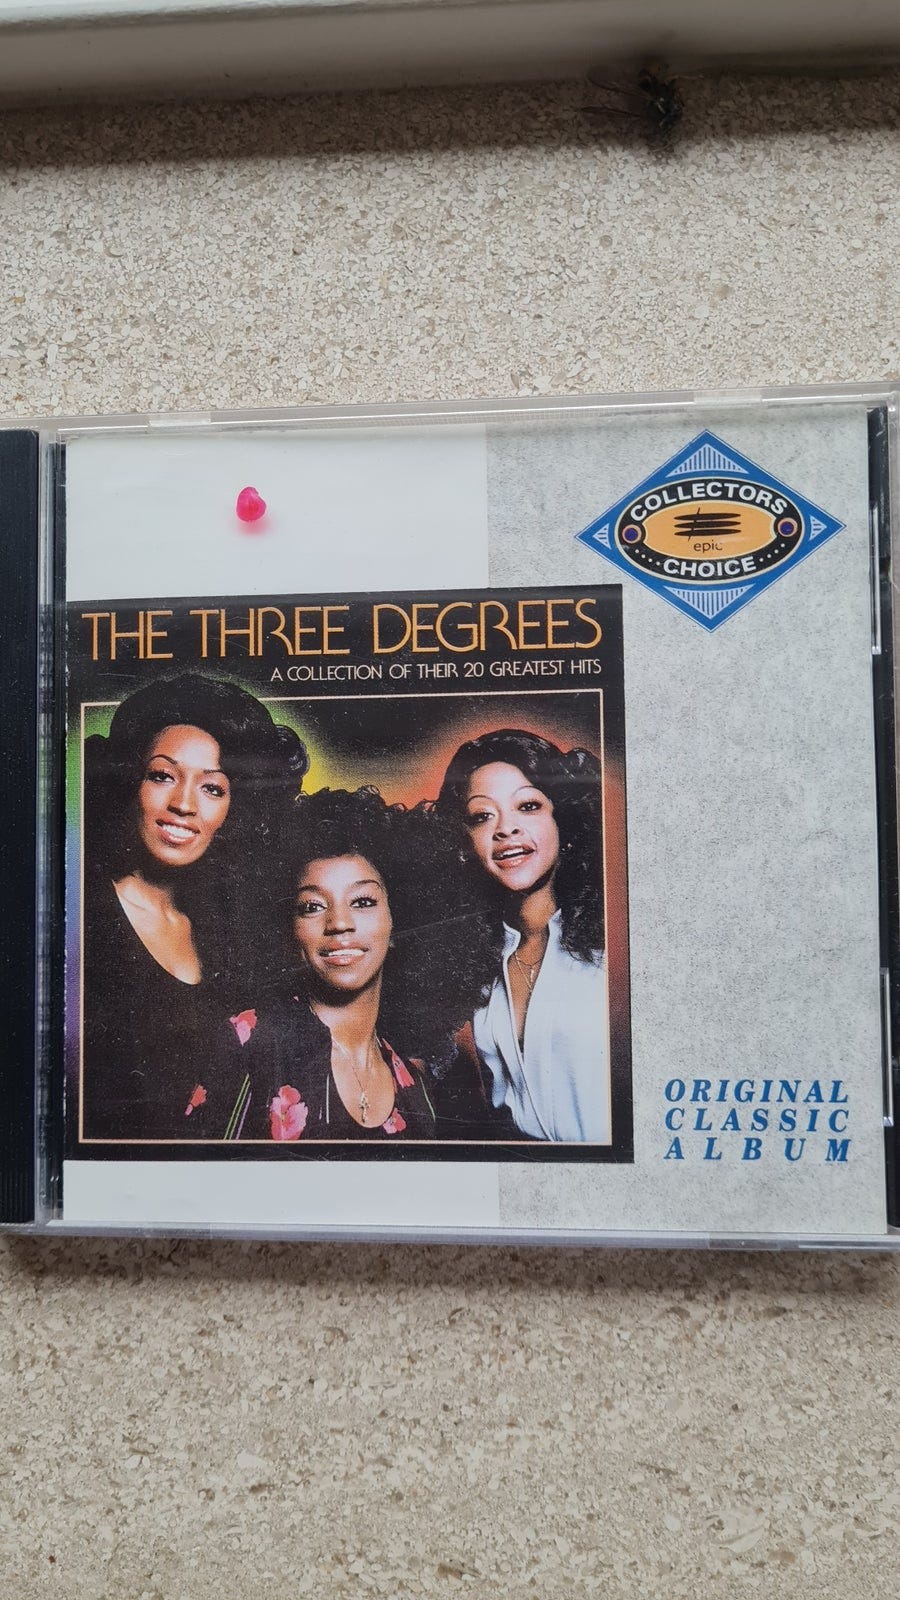 COLLECTORS
epic
CHOICE
THE THREE DEGREES
A COLLECTION OF THEIR 20 GREATEST HITS
ORIGINAL
CLASSIC
ALBUM